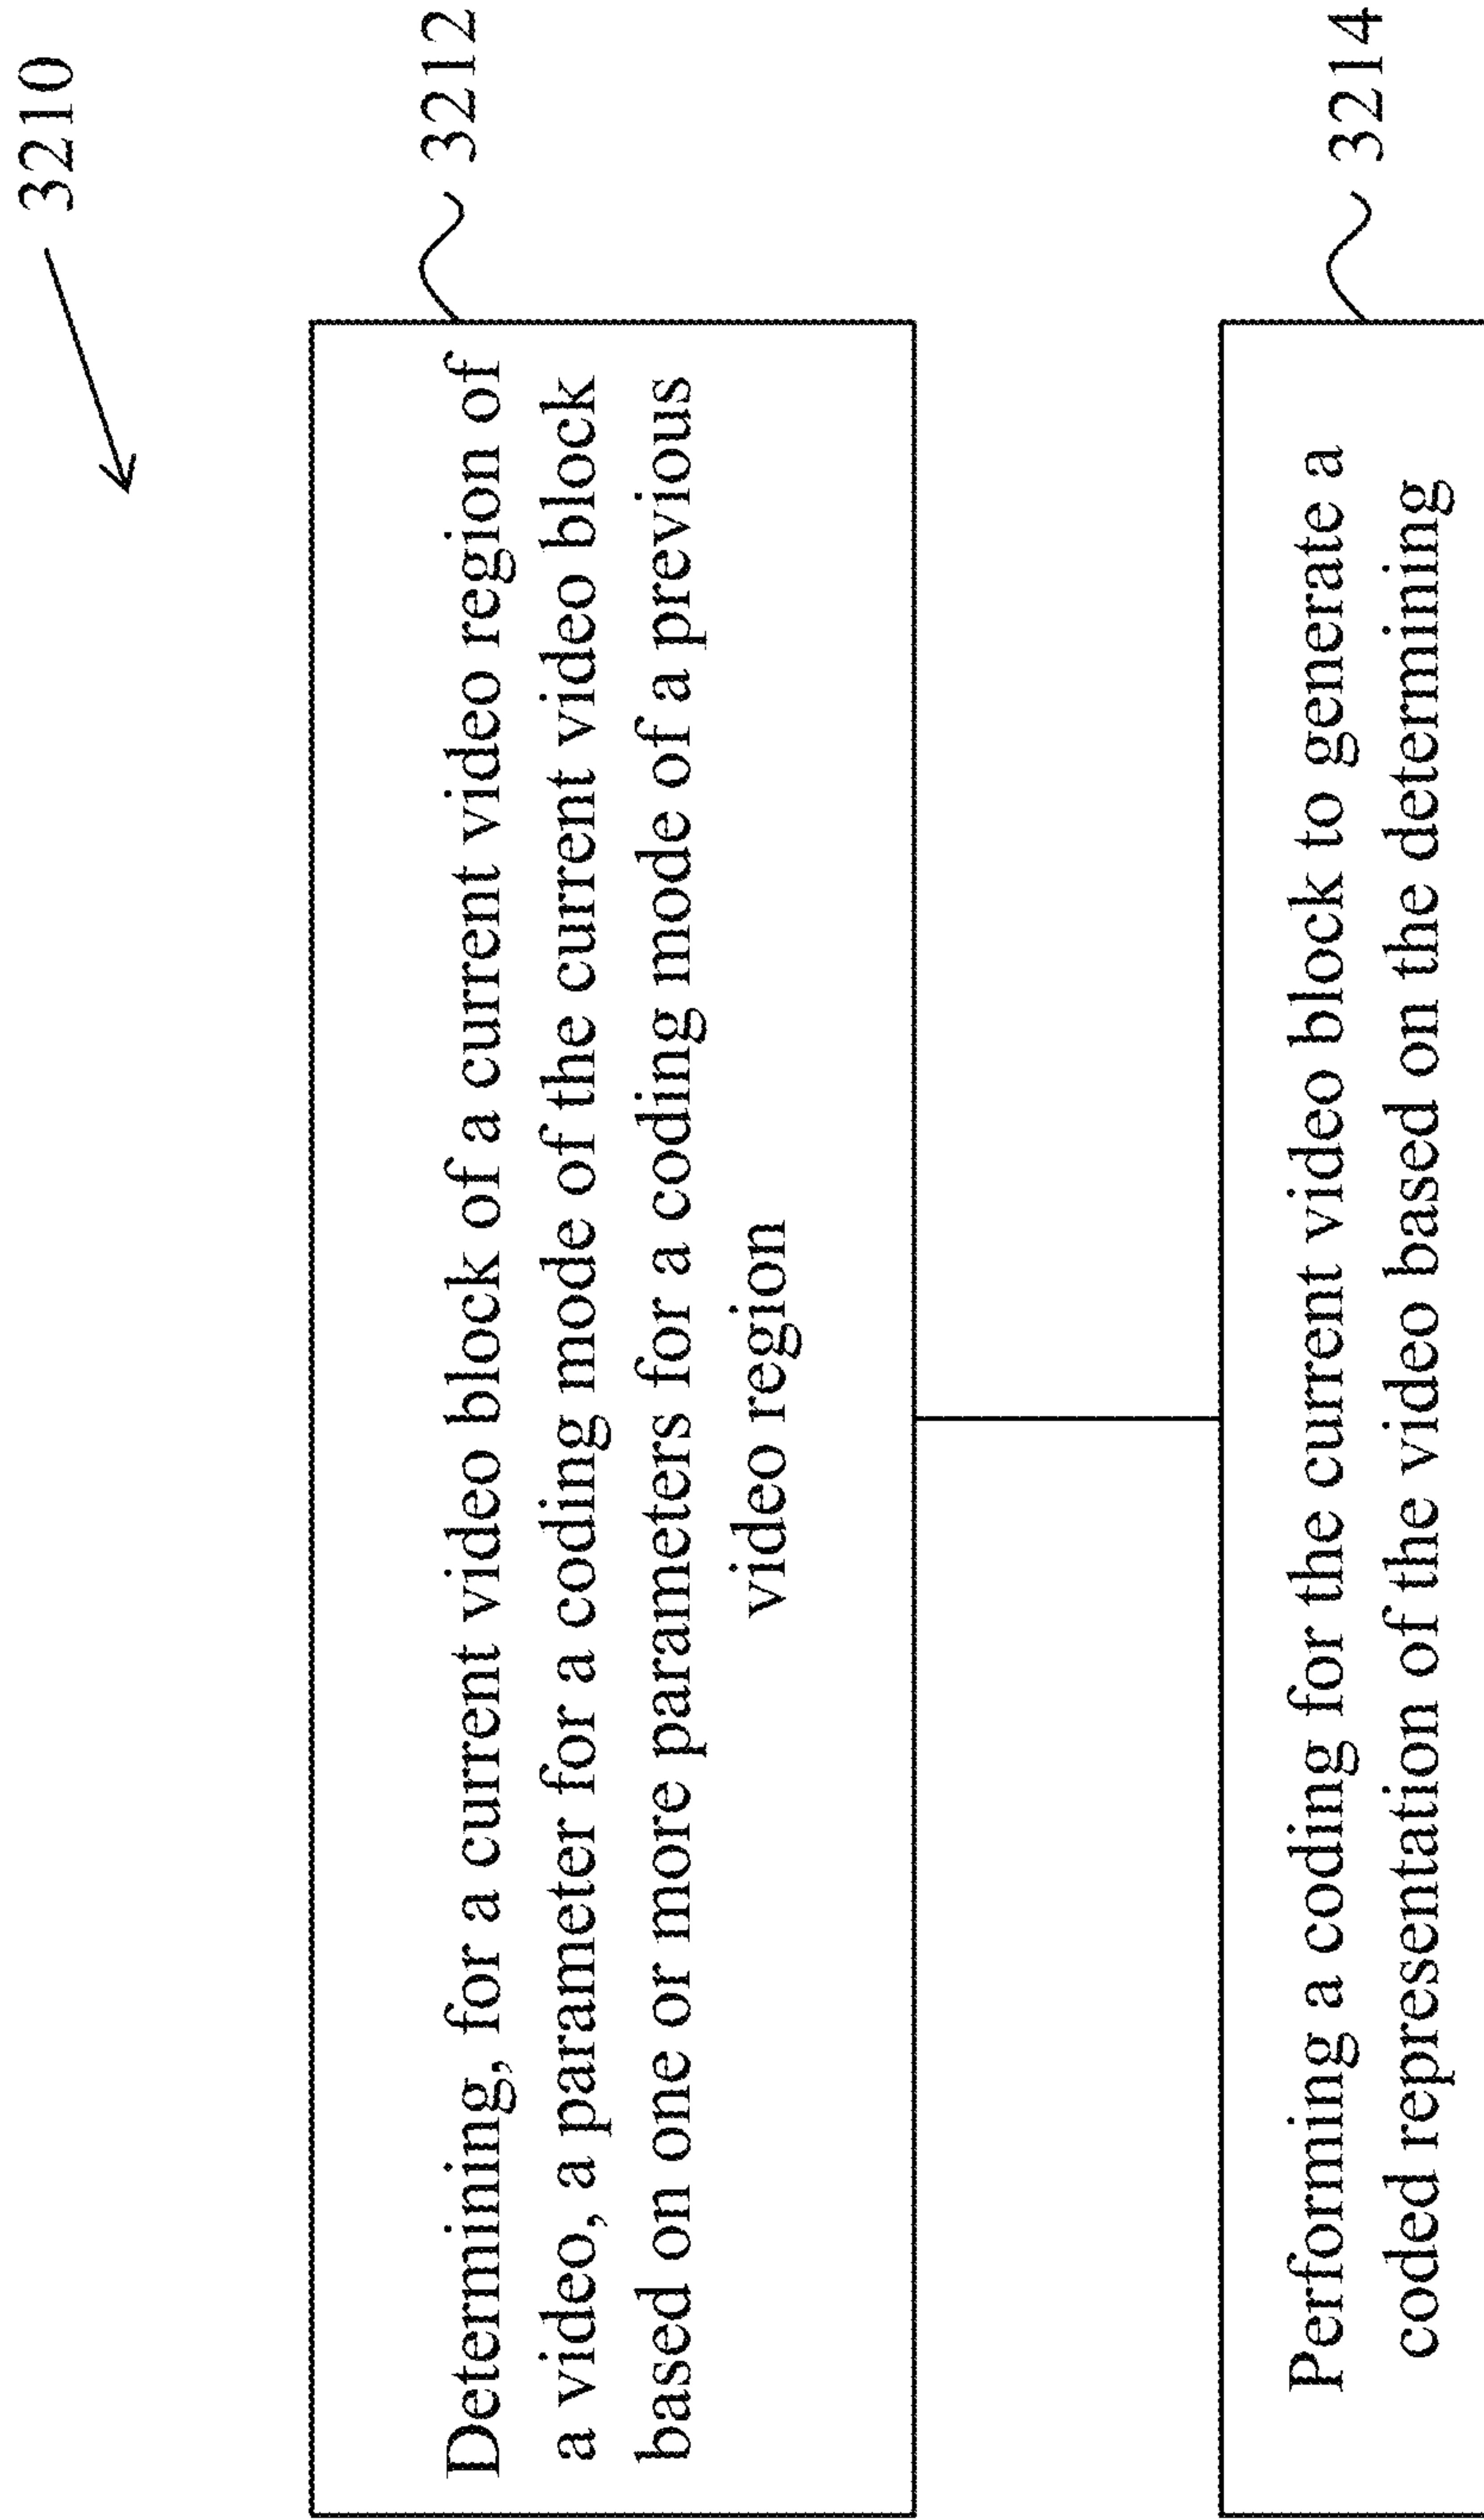 3210
Determining, for a current video block of a current video region of
a video, a parameter for a coding mode of the current video block
based on one or more parameters for a coding mode of a previous
video region
3212
Performing a coding for the current video block to generate a
coded representation of the video based on the determining
3214